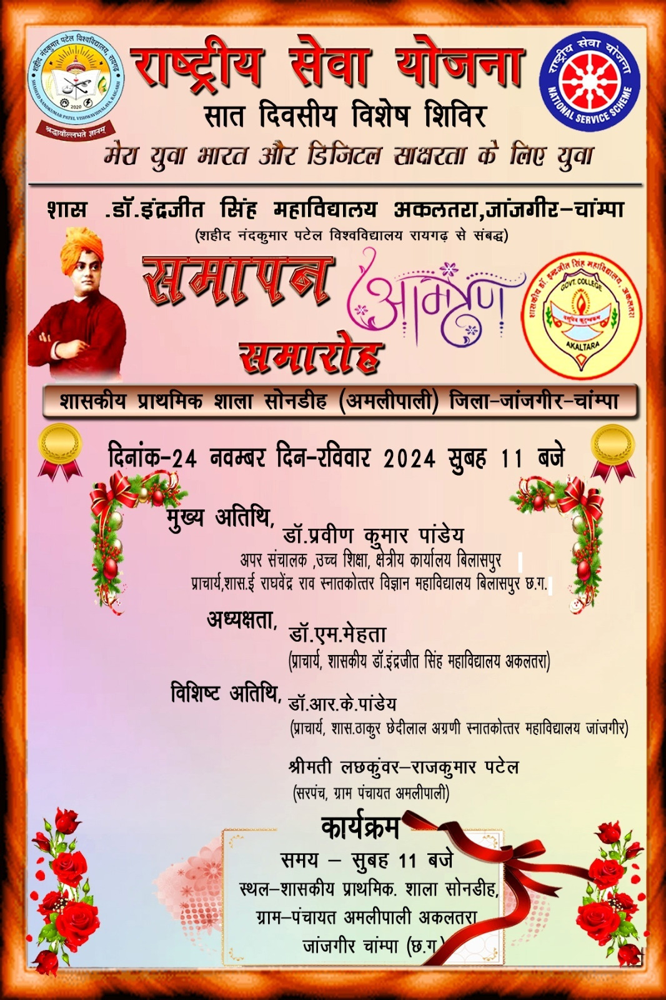 शहीद नंदकुमार पटेल विश्वविद्यालय, रायगढ़
SHAHEED NANDKUMAR PATEL VISHWAVIDYALAYA, RAIGARH
2020
श्रद्धावाँल्लभते ज्ञानम्
राष्ट्रीय सेवा योजना
राष्ट्रीय सेवा योजना
NATIONAL SERVICE SCHEME
सात दिवसीय विशेष शिविर
मेरा युवा भारत और डिजिटल साक्षरता के लिए युवा
शास .डॉ.इंद्रजीत सिंह महाविद्यालय अकलतरा,जांजगीर-चांम्पा
(शहीद नंदकुमार पटेल विश्वविद्यालय रायगढ़ से संबद्ध)
समापन आमंत्रण
समारोह
शासकीय डॉ. इन्द्रजीत सिंह महाविद्यालय, अकलतरा
GOVT. COLLEGE
वसुधैव कुटुम्बकम
AKALTARA
शासकीय प्राथमिक शाला सोनडीह (अमलीपाली) जिला-जांजगीर-चांम्पा
दिनांक-24 नवम्बर दिन-रविवार 2024 सुबह 11 बजे
मुख्य अतिथि,
डॉ.प्रवीण कुमार पांडेय
अपर संचालक ,उच्च शिक्षा, क्षेत्रीय कार्यालय बिलासपुर
प्राचार्य,शास.ई राघवेंद्र राव स्नातकोत्तर विज्ञान महाविद्यालय बिलासपुर छ.ग.
अध्यक्षता,
डॉ.एम.मेहता
(प्राचार्य, शासकीय डॉ.इंद्रजीत सिंह महाविद्यालय अकलतरा)
विशिष्ट अतिथि,
डॉ.आर.के.पांडेय
(प्राचार्य, शास.ठाकुर छेदीलाल अग्रणी स्नातकोत्तर महाविद्यालय जांजगीर)
श्रीमती लछकुंवर–राजकुमार पटेल
(सरपंच, ग्राम पंचायत अमलीपाली)
कार्यक्रम
समय – सुबह 11 बजे
स्थल–शासकीय प्राथमिक. शाला सोनडीह,
ग्राम–पंचायत अमलीपाली अकलतरा
जांजगीर चांम्पा (छ.ग.)